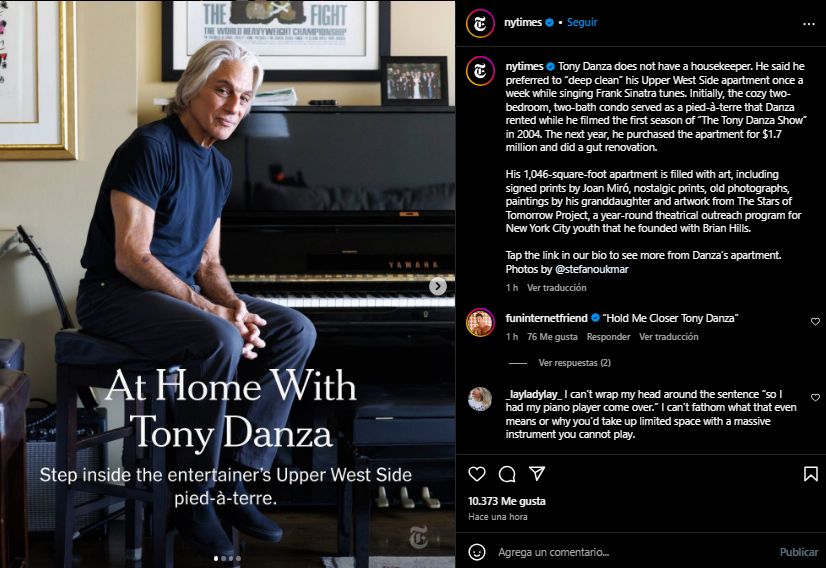 THE FIGHT
THE WORLD HEAVYWEIGHT CHAMPIONSHIP
YAMAHA
At Home With
Tony Danza
Step inside the entertainer's Upper West Side
pied-à-terre.
nytimes • Seguir
nytimes Tony Danza does not have a housekeeper. He said he
preferred to “deep clean” his Upper West Side apartment once a
week while singing Frank Sinatra tunes. Initially, the cozy two-
bedroom, two-bath condo served as a pied-à-terre that Danza
rented while he filmed the first season of “The Tony Danza Show”
in 2004. The next year, he purchased the apartment for $1.7
million and did a gut renovation.
His 1,046-square-foot apartment is filled with art, including
signed prints by Joan Miró, nostalgic prints, old photographs,
paintings by his granddaughter and artwork from The Stars of
Tomorrow Project, a year-round theatrical outreach program for
New York City youth that he founded with Brian Hills.
Tap the link in our bio to see more from Danza’s apartment.
Photos by @stefanoukmar
1 h Ver traducción
funinternetfriend “Hold Me Closer Tony Danza”
1 h 76 Me gusta Responder Ver traducción
Ver respuestas (2)
_layladylay_ I can’t wrap my head around the sentence “so I
had my piano player come over.” I can’t fathom what that even
means or why you’d take up limited space with a massive
instrument you cannot play.
10.373 Me gusta
Hace una hora
Agrega un comentario...
Publicar